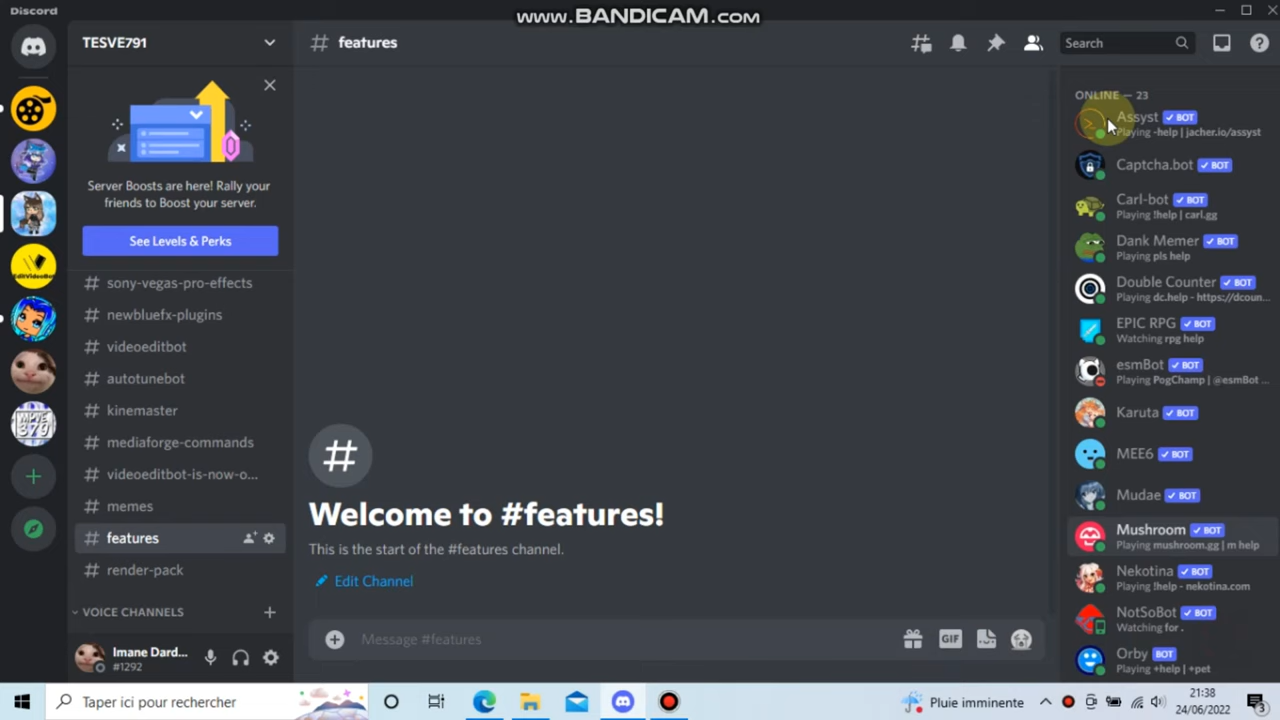 Discord
www.BANDICAM.com
TESVE791
Server Boosts are here! Rally your
friends to Boost your server.
See Levels & Perks
sony-vegas-pro-effects
newbluefx-plugins
videoeditbot
autotunebot
kinemaster
mediaforge-commands
videoeditbot-is-now-o...
memes
features
render-pack
VOICE CHANNELS
Imane Dard...
#1292
features
Welcome to #features!
This is the start of the #features channel.
Edit Channel
Message #features
GIF
Search
ONLINE — 23
Assyst BOT
Playing -help | jacher.io/assyst
Captcha.bot BOT
Carl-bot BOT
Playing !help | carl.gg
Dank Memer BOT
Playing pls help
Double Counter BOT
Playing dc.help - https://dcoun...
EPIC RPG BOT
Watching rpg help
esmBot BOT
Playing PogChamp | @esmBot ...
Karuta BOT
MEE6 BOT
Mudae BOT
Mushroom BOT
Playing mushroom.gg | m help
Nekotina BOT
Playing !help - nekotina.com
NotSoBot BOT
Watching for .
Orby BOT
Playing +help | +pet
EditVideoBot
MPVE
370
Taper ici pour rechercher
Pluie imminente
21:38
24/06/2022
3